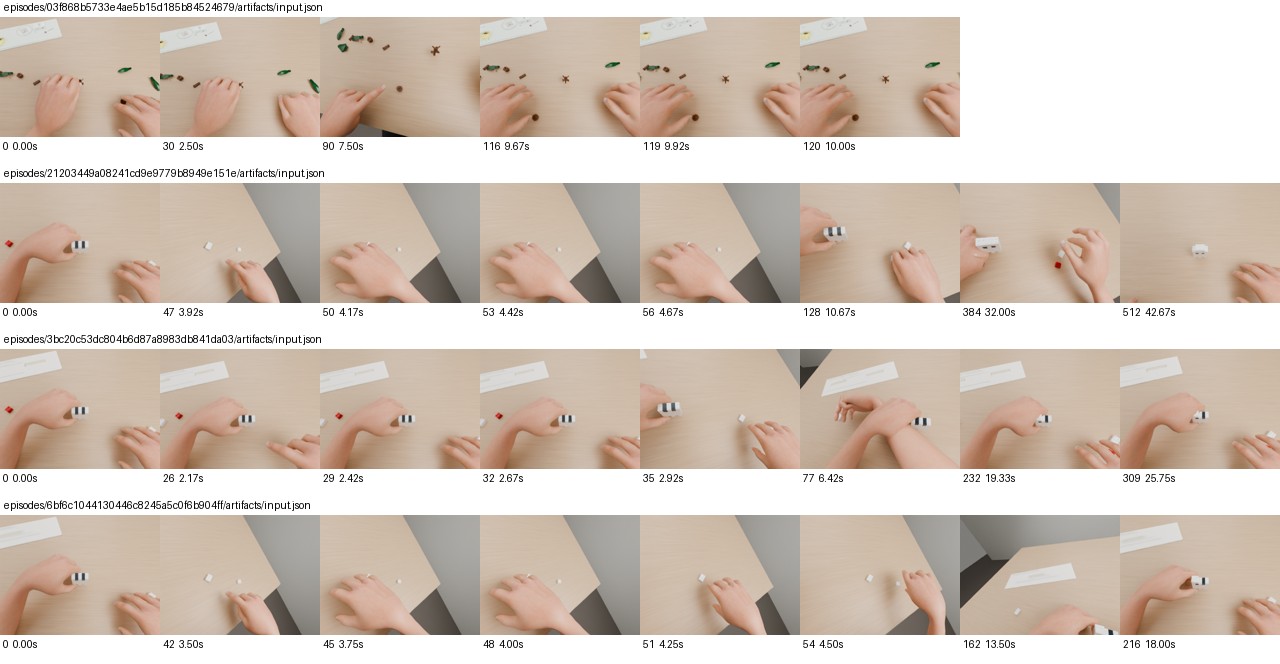 episodes/03f868b5733e4ae5b15d185b84524679/artifacts/input.json
0 0.00s 30 2.50s 90 7.50s 116 9.67s 119 9.92s 120 10.00s
episodes/21203449a08241cd9e9779b8949e151e/artifacts/input.json
0 0.00s 47 3.92s 50 4.17s 53 4.42s 56 4.67s 128 10.67s 384 32.00s 512 42.67s
episodes/3bc20c53dc804b6d87a8983db841da03/artifacts/input.json
0 0.00s 26 2.17s 29 2.42s 32 2.67s 35 2.92s 77 6.42s 232 19.33s 309 25.75s
episodes/6bf6c1044130446c8245a5c0f6b904ff/artifacts/input.json
0 0.00s 42 3.50s 45 3.75s 48 4.00s 51 4.25s 54 4.50s 162 13.50s 216 18.00s